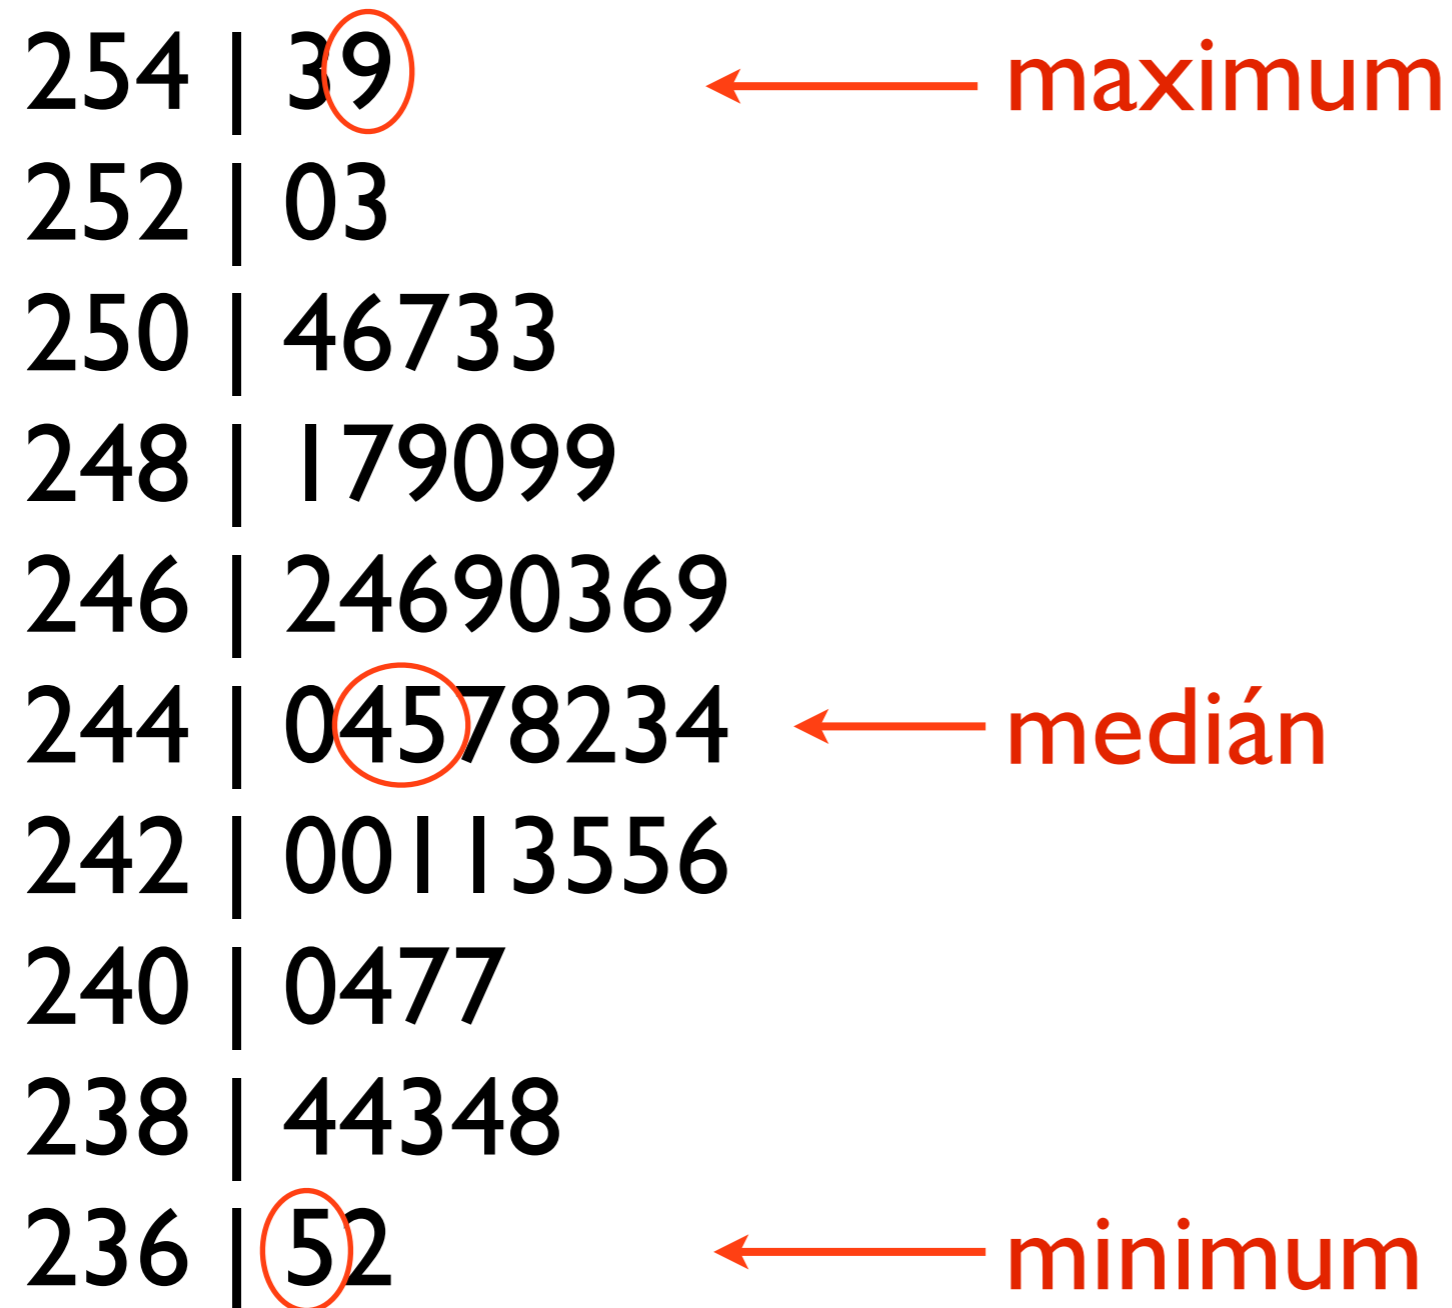 254 | 39 maximum
252 | 03
250 | 46733
248 | 179099
246 | 24690369
244 | 04578234 medián
242 | 00113556
240 | 0477
238 | 44348
236 | 52 minimum